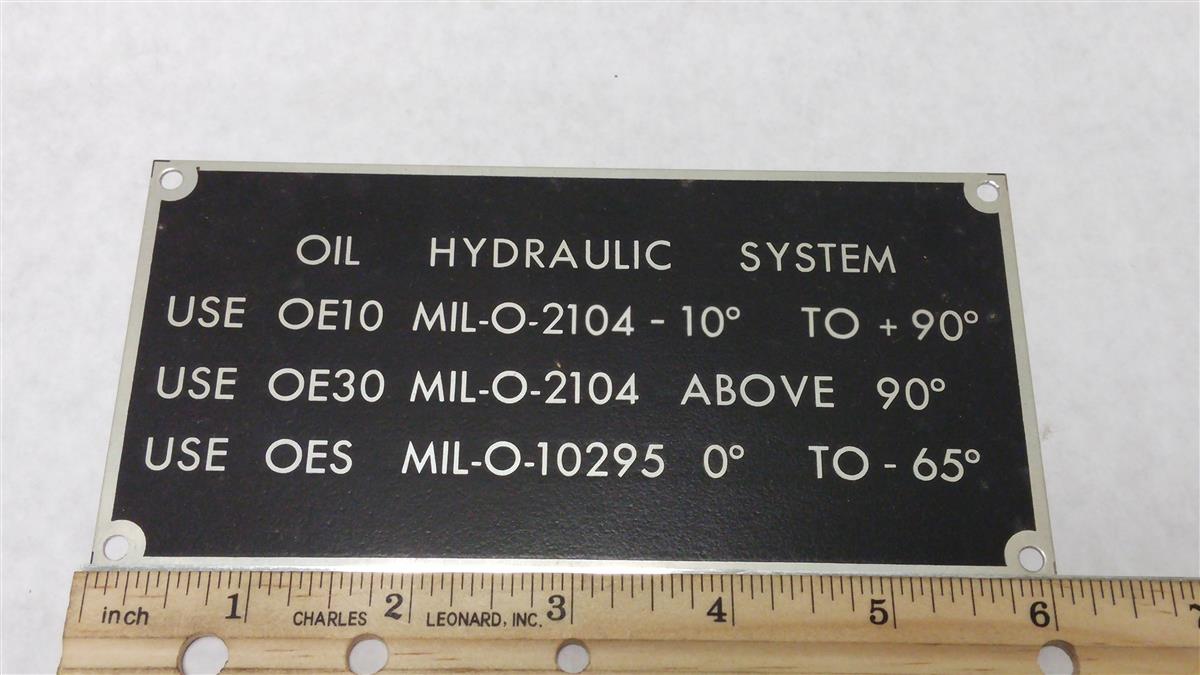 OIL HYDRAULIC SYSTEM
USE OE10 MIL-O-2104 - 10° TO + 90°
USE OE30 MIL-O-2104 ABOVE 90°
USE OES MIL-O-10295 0° TO - 65°
1 2 3 4 5 6 7
inch CHARLES LEONARD, INC.